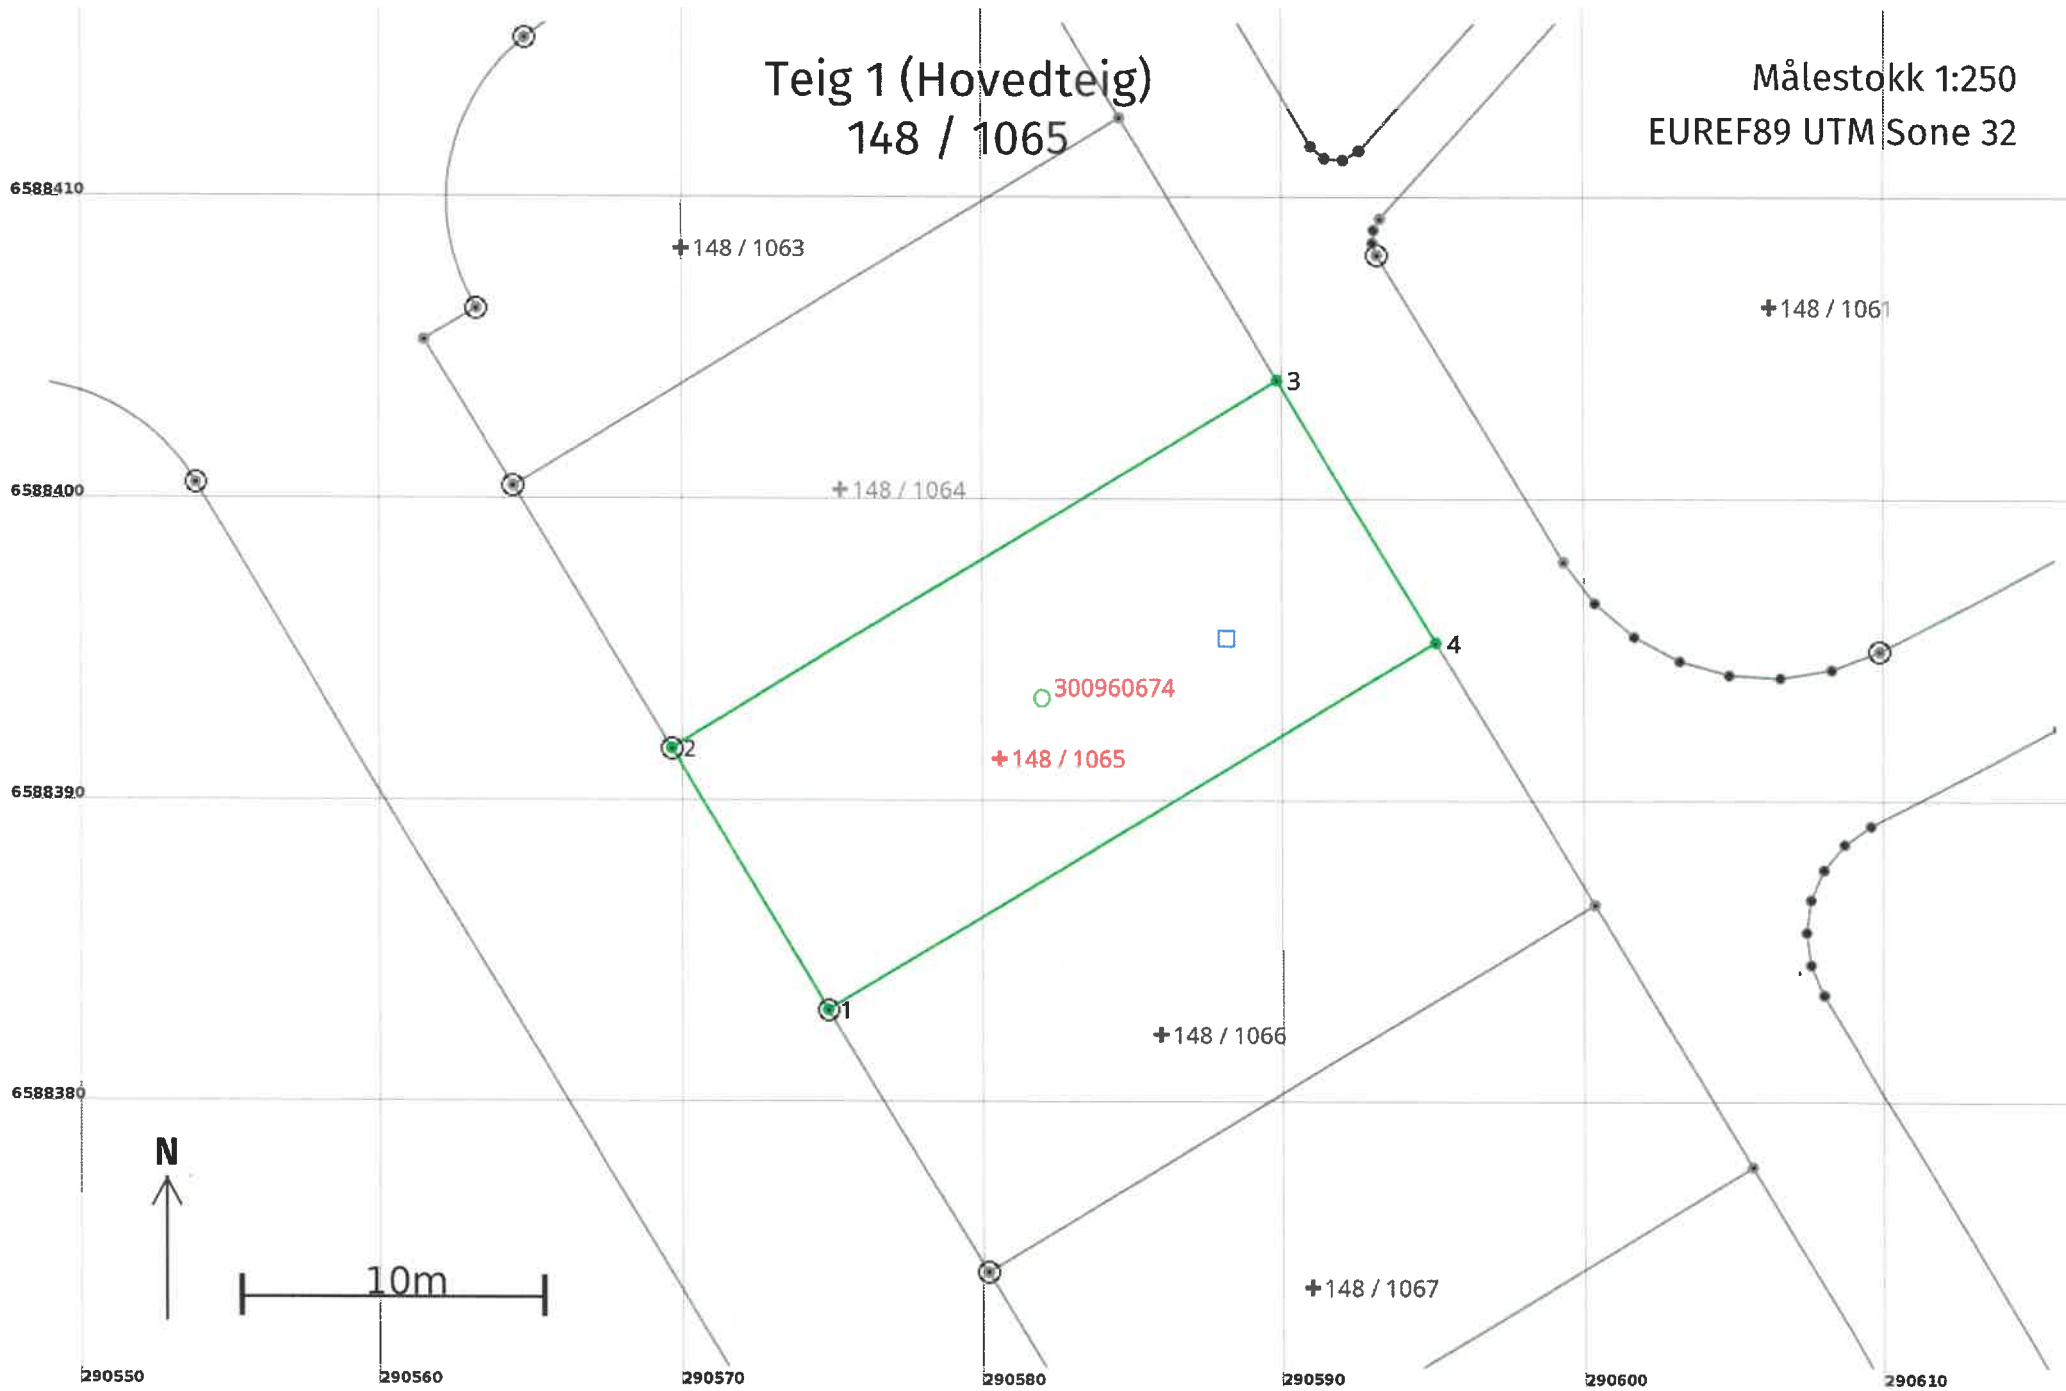 Teig 1 (Hovedteig)
148 / 1065
Målestokk 1:250
EUREF89 UTM Sone 32
6588410
148 / 1063
148 / 1061
3
6588400
148 / 1064
4
300960674
2
148 / 1065
6588390
1
148 / 1066
6588380
N
10m
148 / 1067
290550
290560
290570
290580
290590
290600
290610